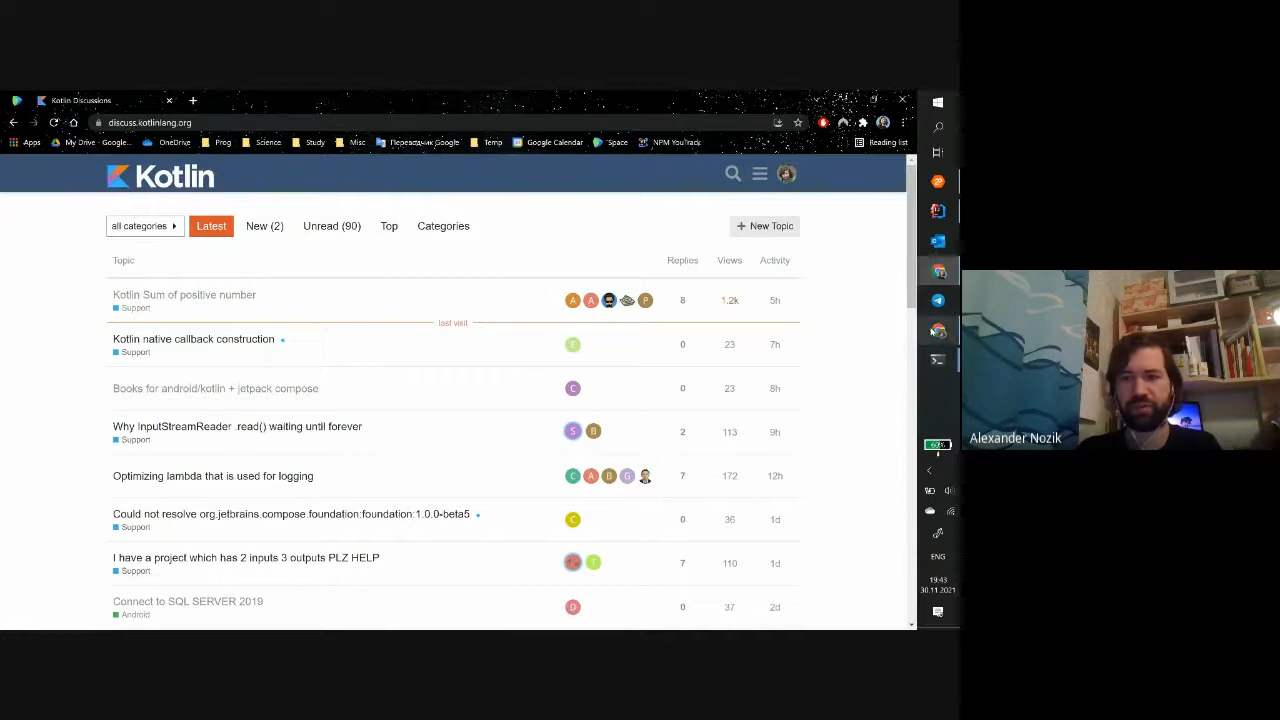 Kotlin Discussions
discuss.kotlinlang.org
Apps
My Drive - Google...
OneDrive
Prog
Science
Study
Misc
Переводчик Google
Temp
Google Calendar
Space
NPM YouTrack
Reading list
Kotlin
all categories
Latest
New (2)
Unread (90)
Top
Categories
+ New Topic
Topic
Replies
Views
Activity
Kotlin Sum of positive number
Support
A
A
P
8
1.2k
5h
last visit
Kotlin native callback construction
Support
E
0
23
7h
Books for android/kotlin + jetpack compose
C
0
23
8h
Why InputStreamReader .read() waiting until forever
Support
S
B
2
113
9h
Optimizing lambda that is used for logging
C
A
B
G
7
172
12h
Could not resolve org.jetbrains.compose.foundation:foundation:1.0.0-beta5
Support
C
0
36
1d
I have a project which has 2 inputs 3 outputs PLZ HELP
Support
T
7
110
1d
Connect to SQL SERVER 2019
Android
D
0
37
2d
60%
ENG
19:43
30.11.2021
Alexander Nozik